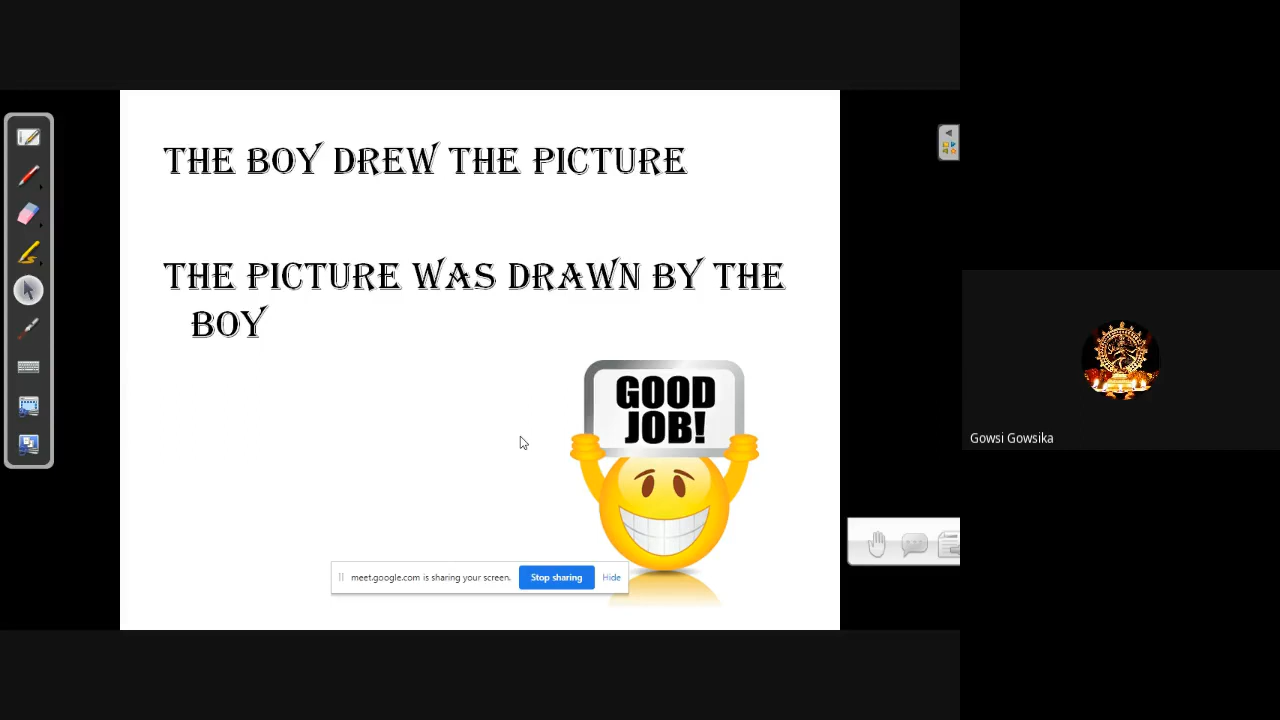 THE BOY DREW THE PICTURE
THE PICTURE WAS DRAWN BY THE
BOY
GOOD
JOB!
meet.google.com is sharing your screen.
Stop sharing
Hide
Gowsi Gowsika